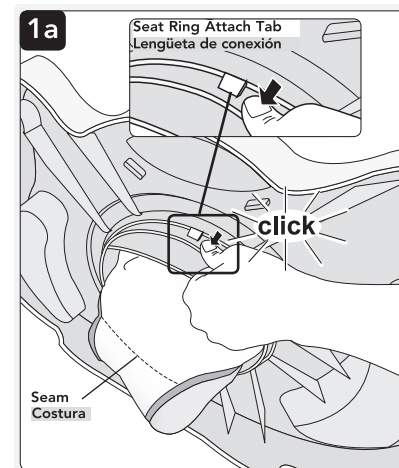 1a
Seat Ring Attach Tab
Lengüeta de conexión
click
Seam
Costura